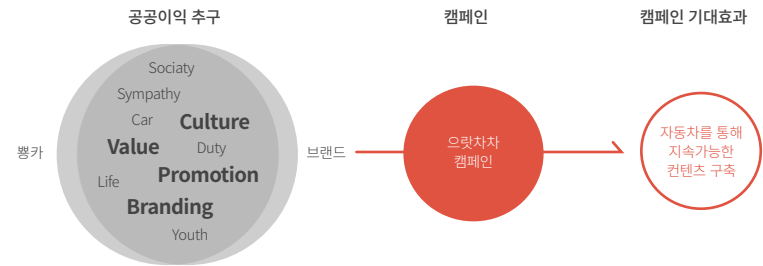 공공이익 추구
캠페인
캠페인 기대효과
Sociaty
Sympathy
Car
Culture
Value
Duty
Life
Promotion
Branding
Youth
뿅카
브랜드
으랏차차
캠페인
자동차를 통해
지속가능한
컨텐츠 구축